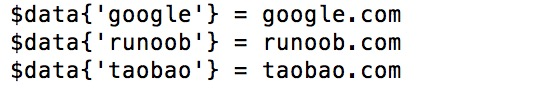 $data{'google'} = google.com
$data{'runoob'} = runoob.com
$data{'taobao'} = taobao.com